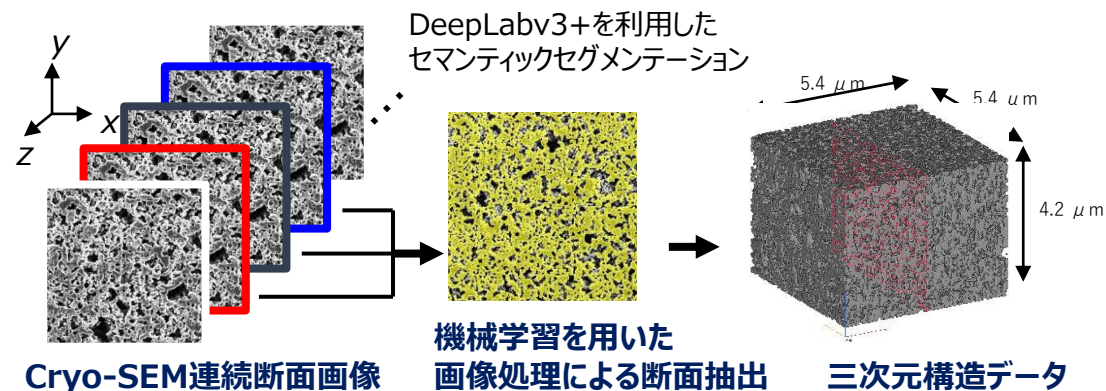 DeepLabv3+を利用した
セマンティックセグメンテーション
y
x
z
5.4 μm
5.4 μm
4.2 μm
Cryo-SEM連続断面画像
機械学習を用いた
画像処理による断面抽出
三次元構造データ